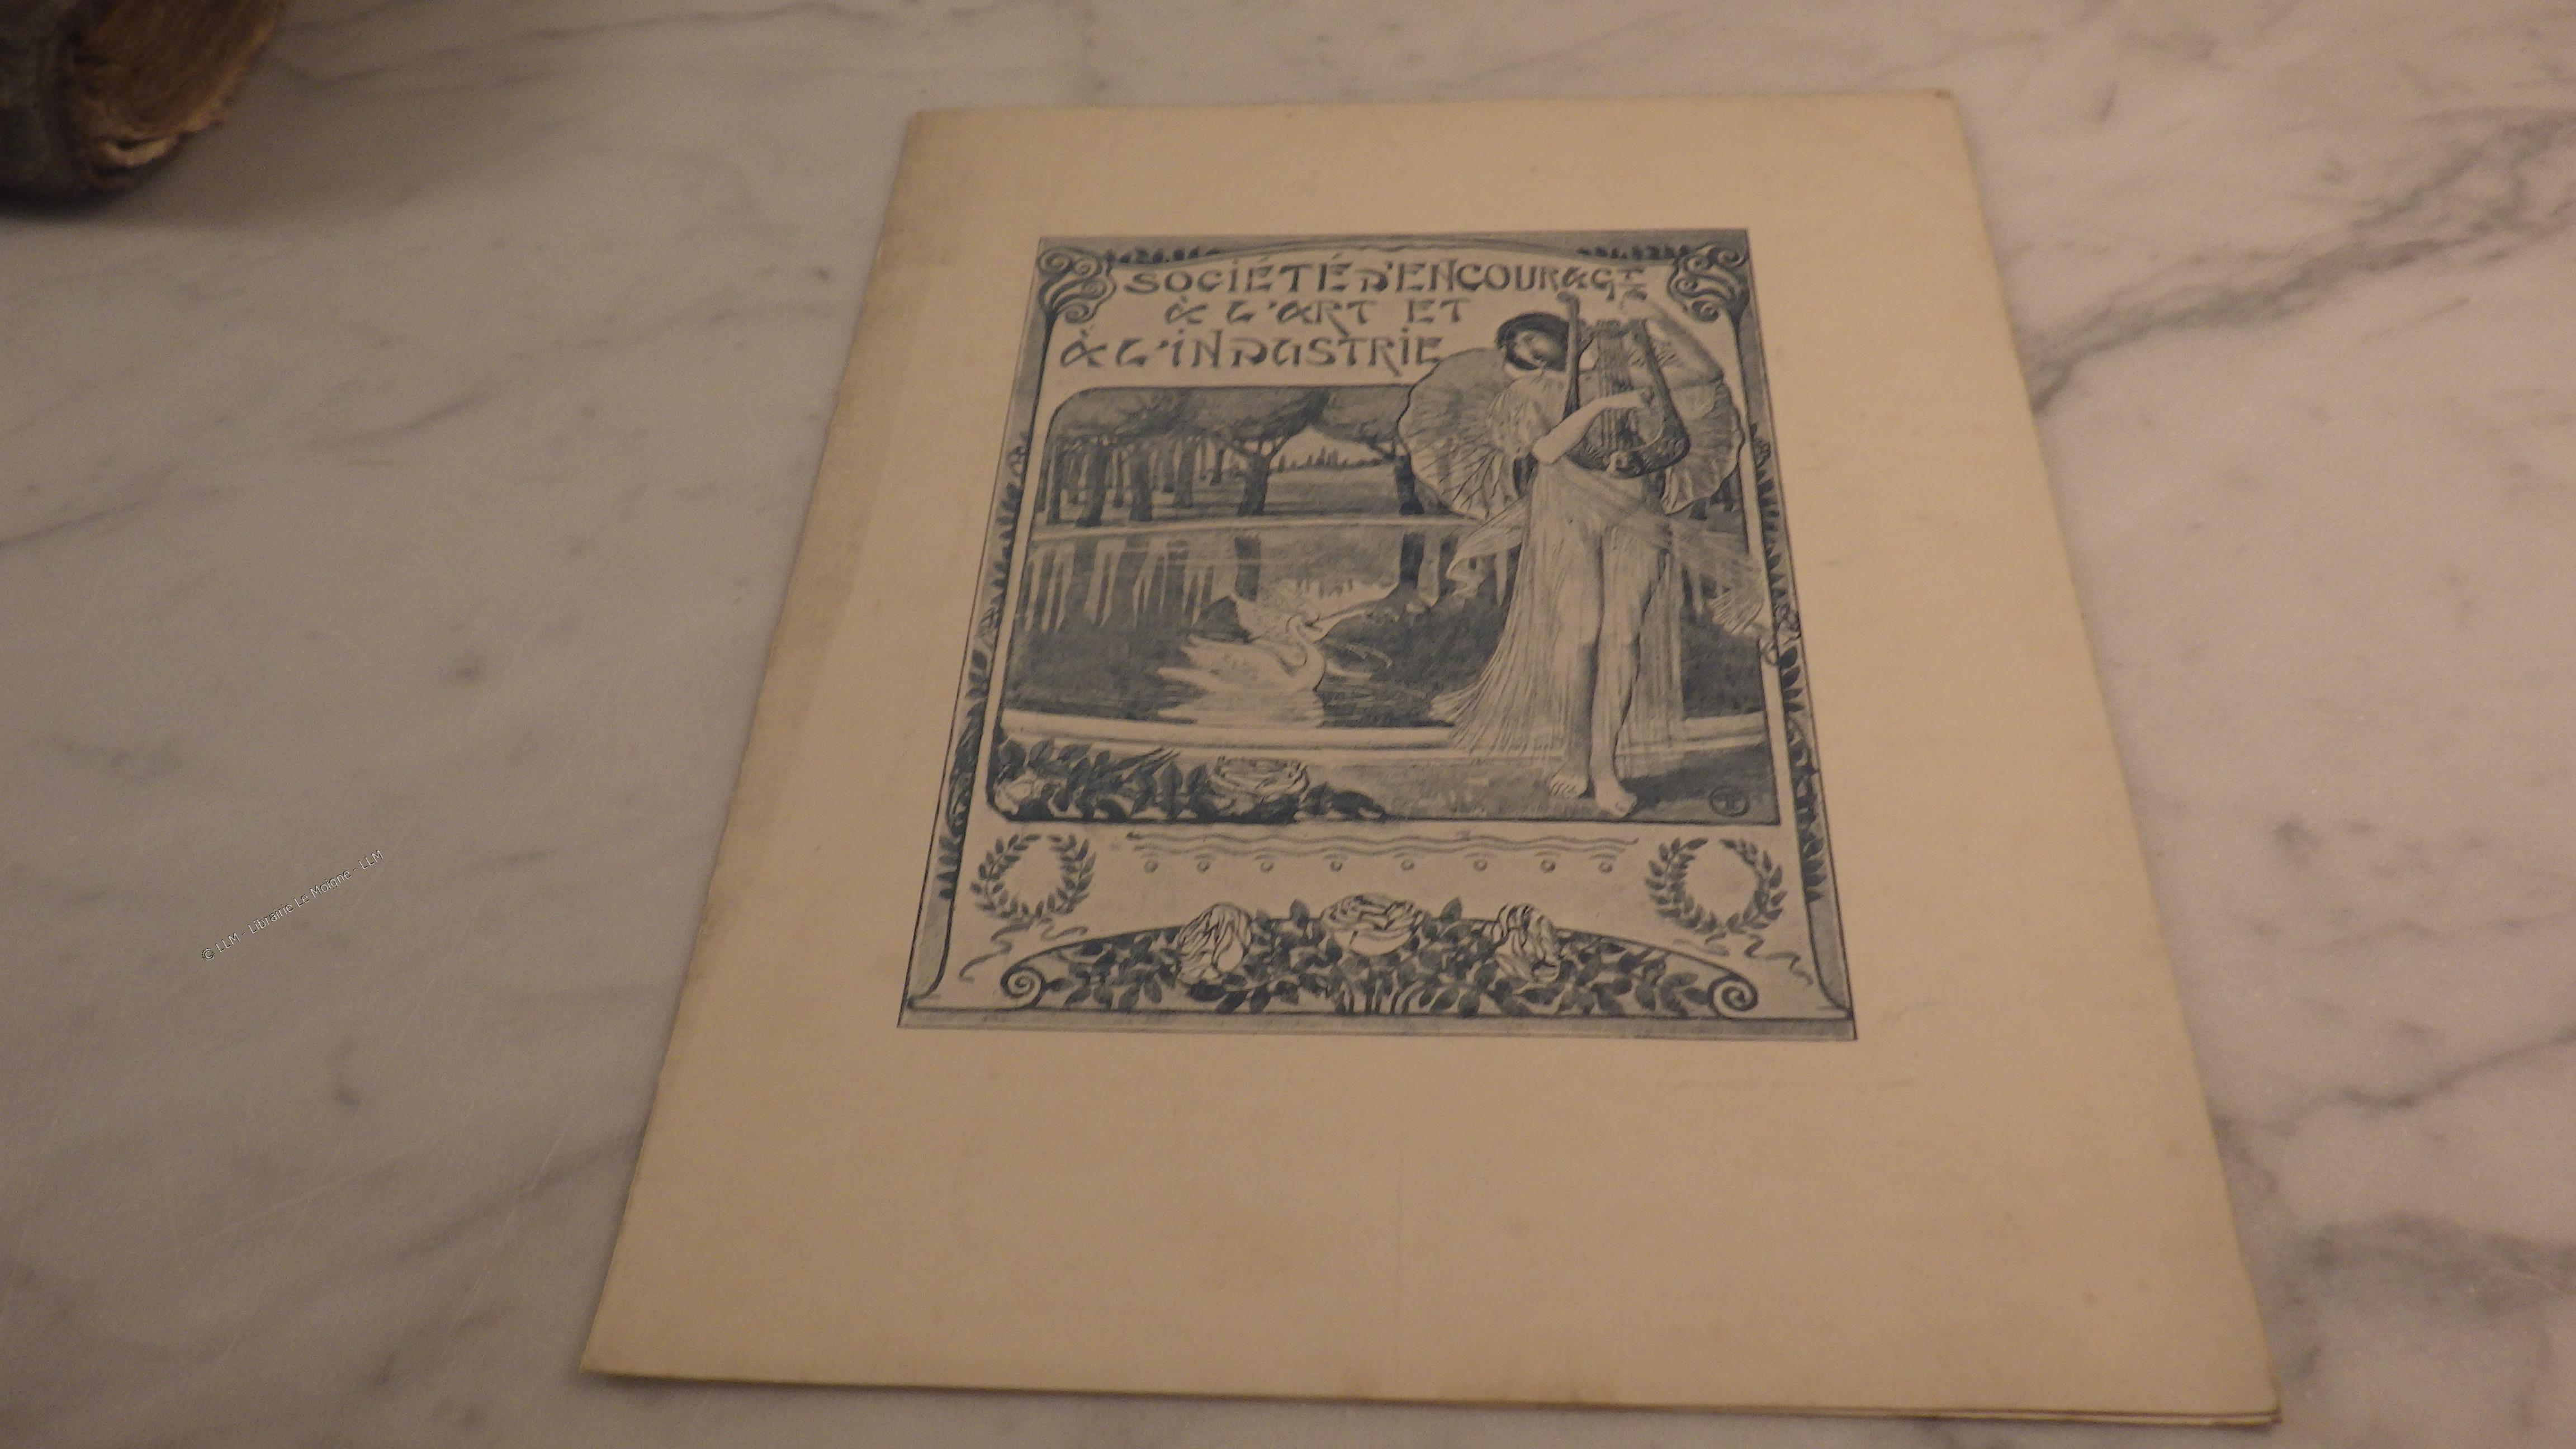 SOCIÉTÉ D'ENCOURAGT
À L'ART ET
À L'INDUSTRIE
© LLM - Librairie Le Moigne - LLM